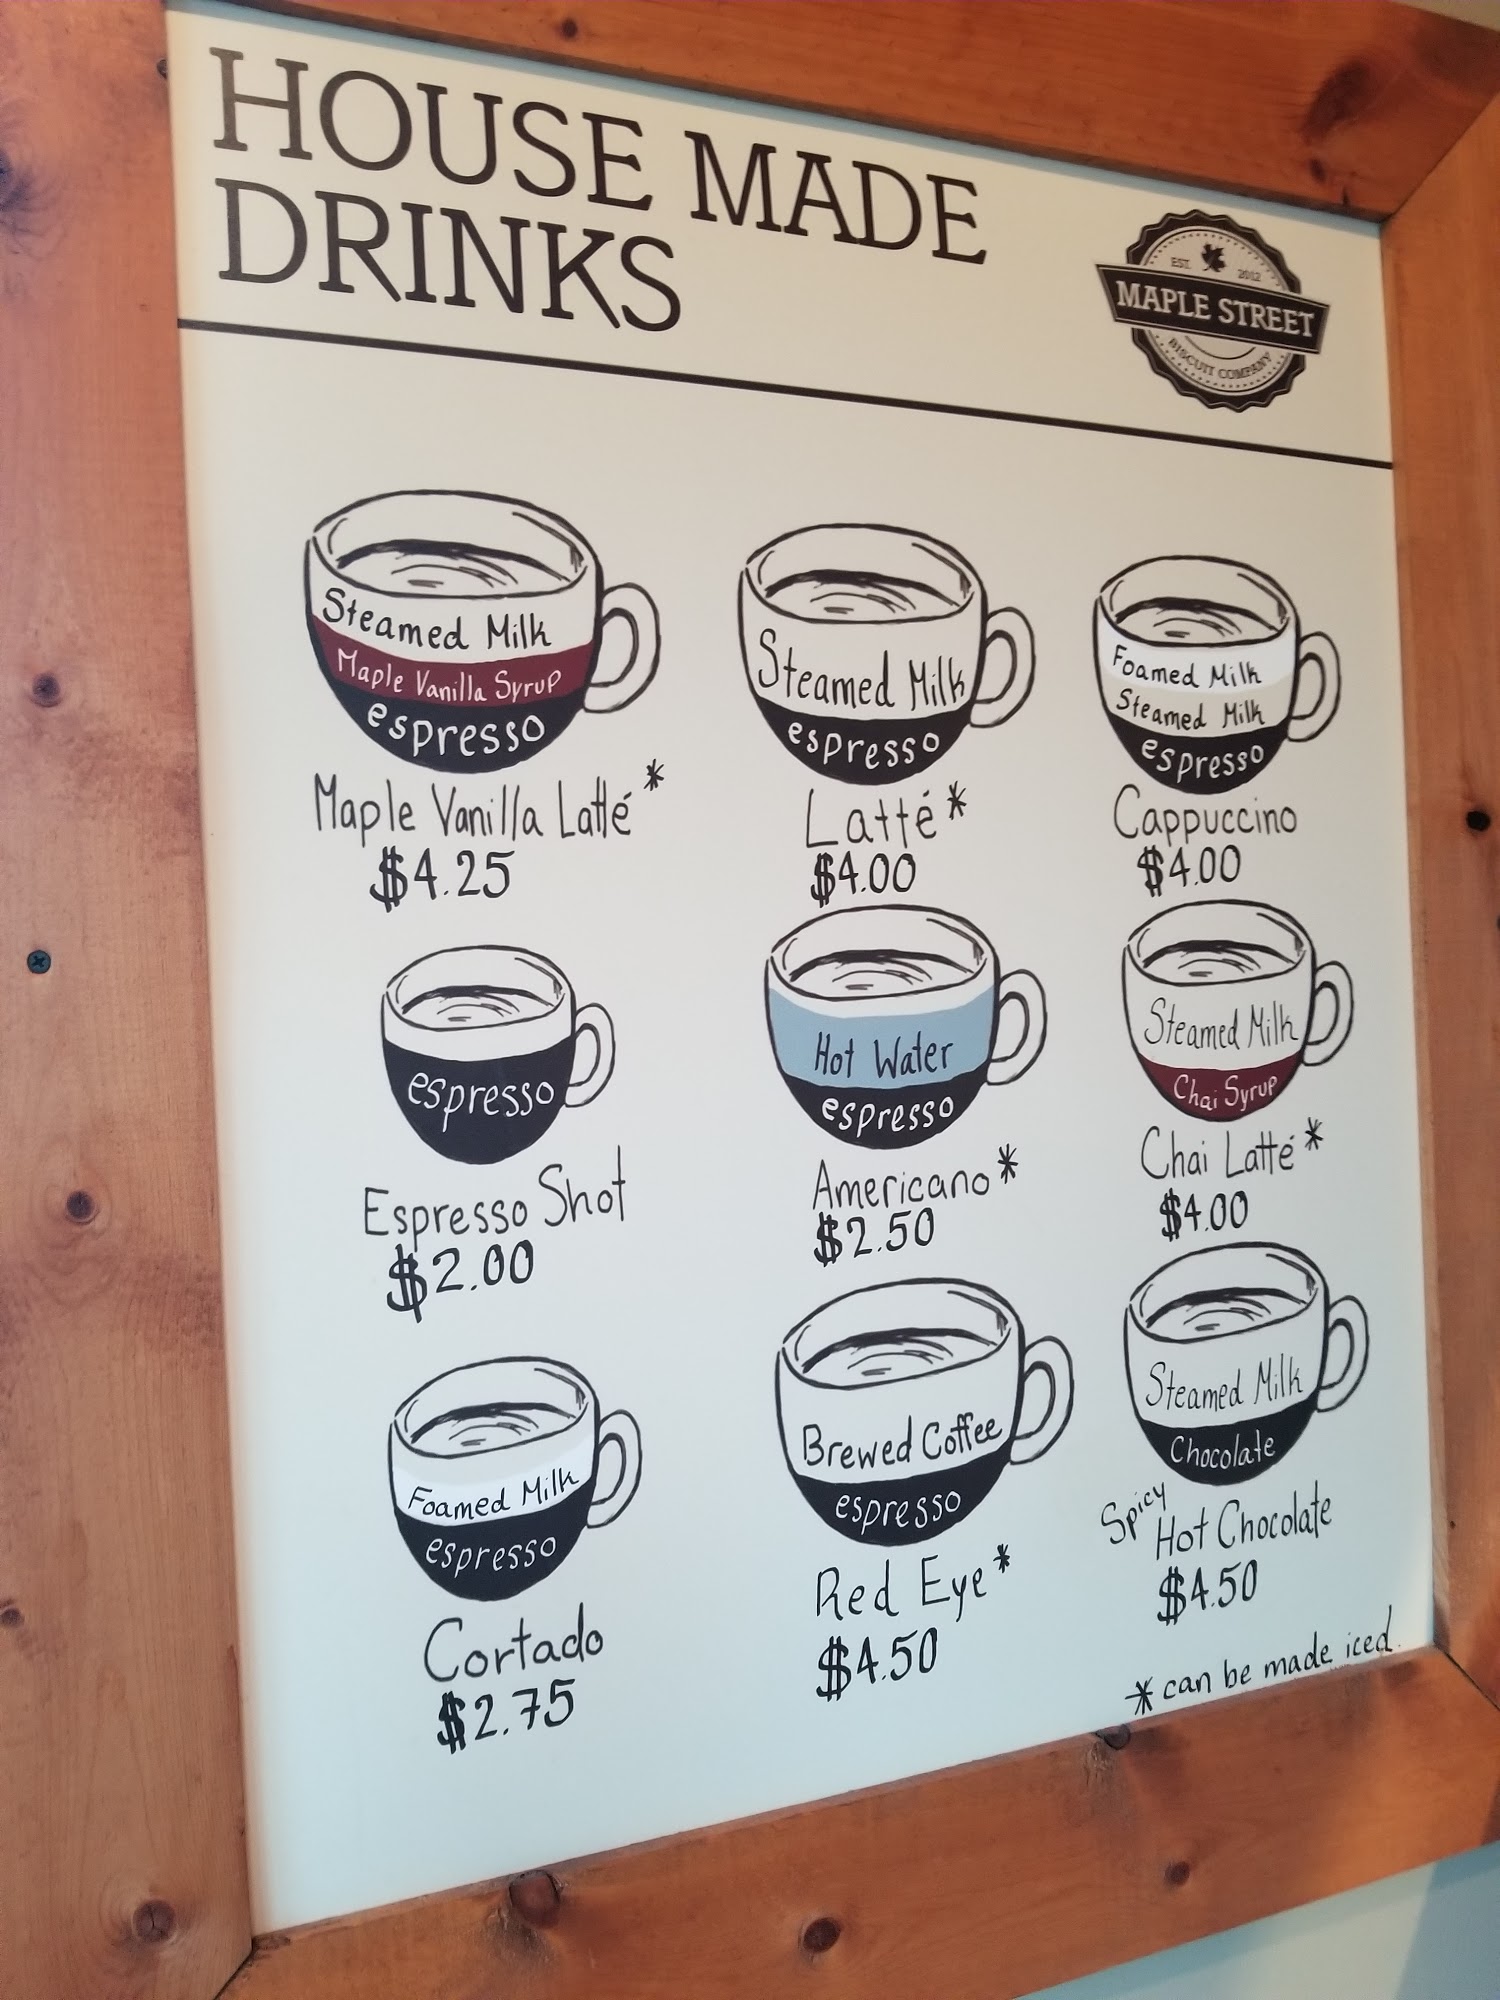 HOUSE MADE
DRINKS
EST. 2012
MAPLE STREET
BISCUIT COMPANY
Steamed Milk
Maple Vanilla Syrup
espresso
Maple Vanilla Latté*
$4.25
Steamed Milk
espresso
Latté*
$4.00
Foamed Milk
Steamed Milk
espresso
Cappuccino
$4.00
espresso
Espresso Shot
$2.00
Hot Water
espresso
Americano*
$2.50
Steamed Milk
Chai Syrup
Chai Latté*
$4.00
Foamed Milk
espresso
Cortado
$2.75
Brewed Coffee
espresso
Red Eye*
$4.50
Steamed Milk
Chocolate
Spicy
Hot Chocolate
$4.50
* can be made iced.